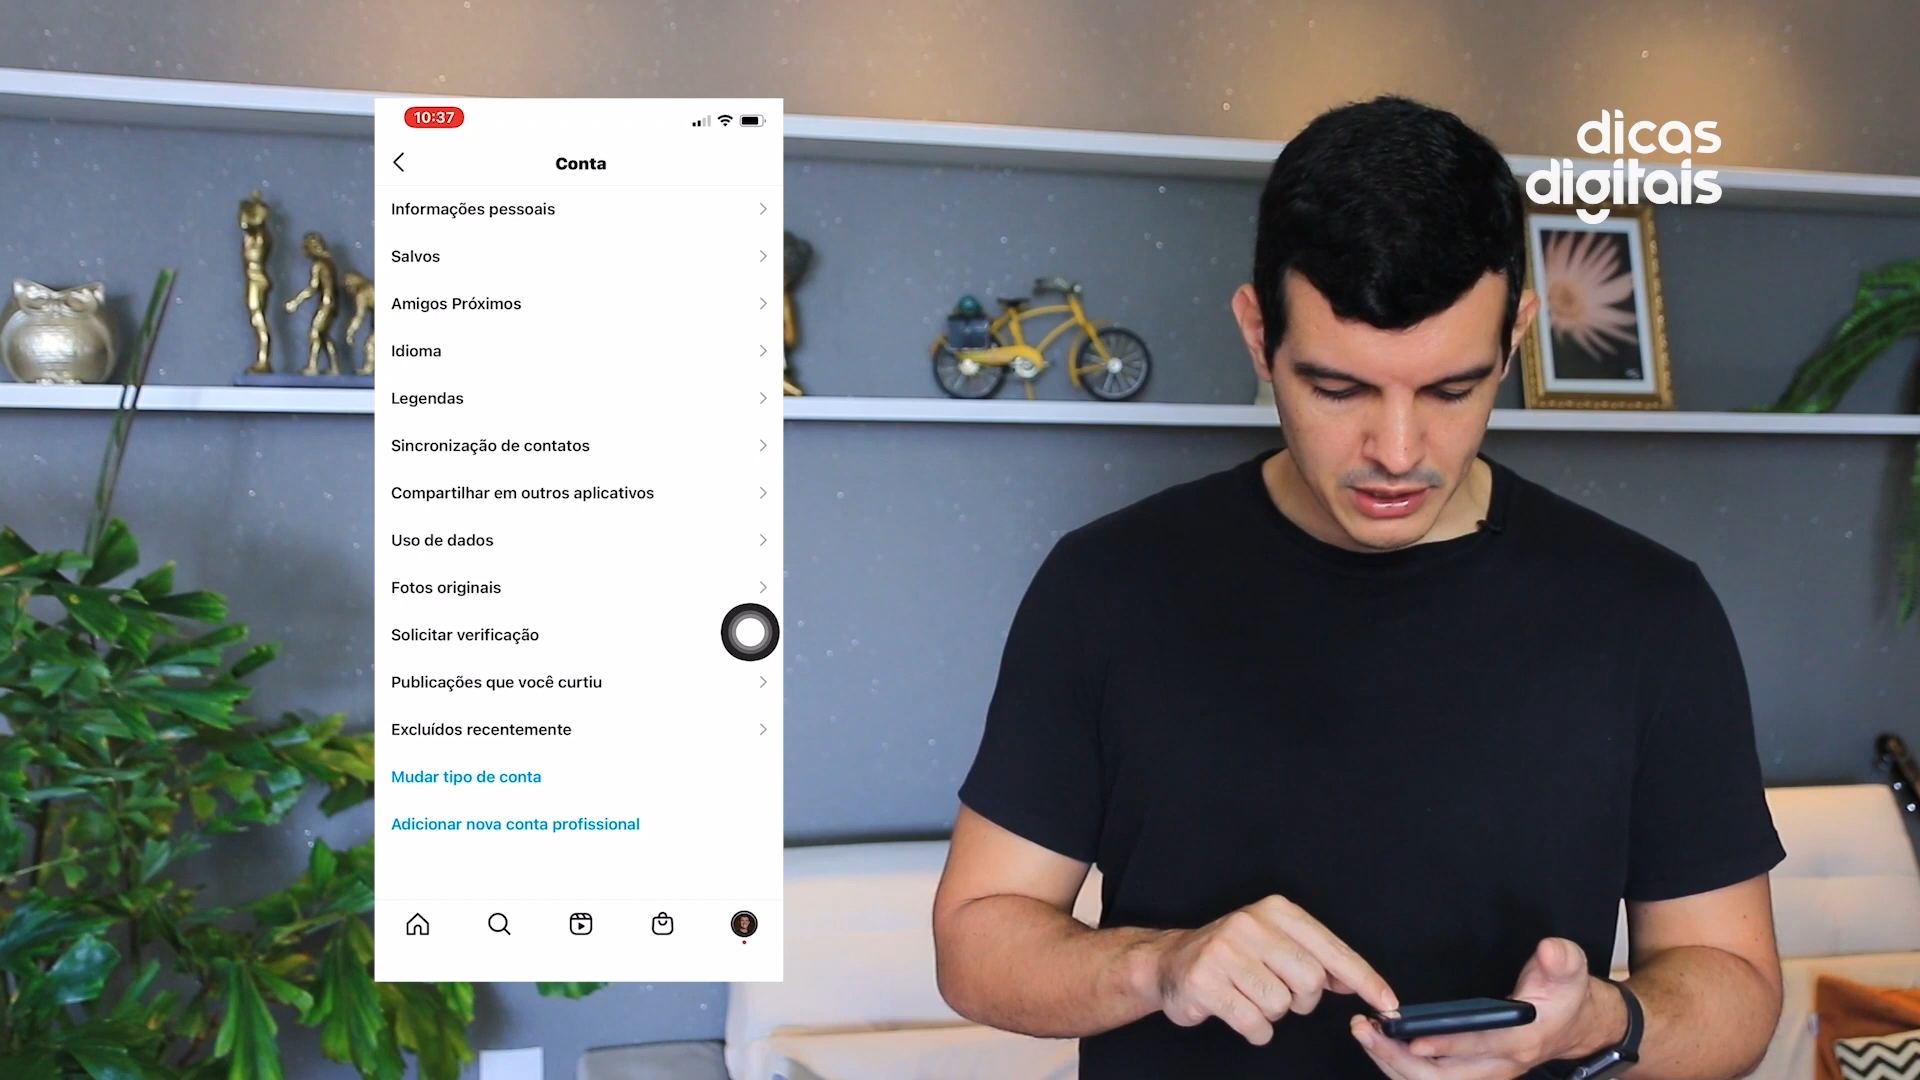 10:37
Conta
Informações pessoais
Salvos
Amigos Próximos
Idioma
Legendas
Sincronização de contatos
Compartilhar em outros aplicativos
Uso de dados
Fotos originais
Solicitar verificação
Publicações que você curtiu
Excluídos recentemente
Mudar tipo de conta
Adicionar nova conta profissional
dicas
digitais